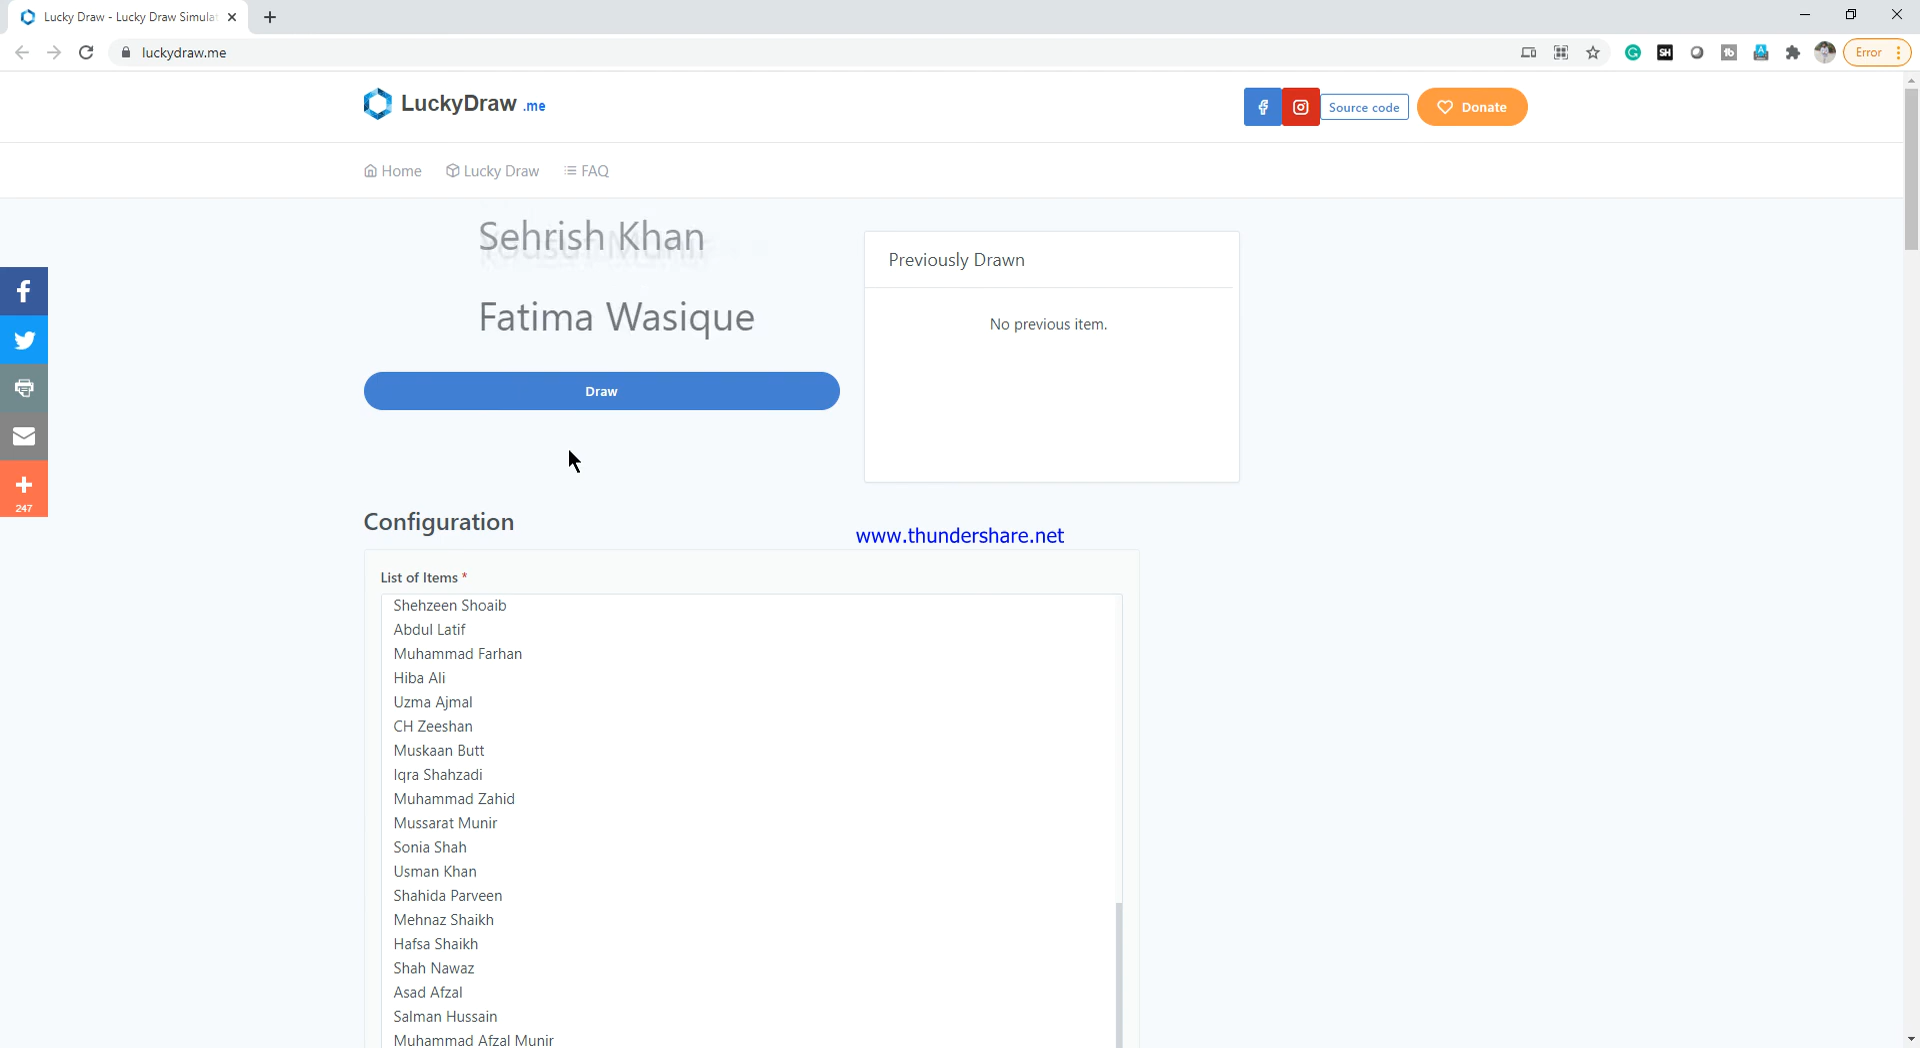 Lucky Draw - Lucky Draw Simulat
luckydraw.me
Error
LuckyDraw .me
Source code
Donate
Home
Lucky Draw
FAQ
Sehrish Khan
Fatima Wasique
Draw
Previously Drawn
No previous item.
247
Configuration
www.thundershare.net
List of Items *
Shehzeen Shoaib
Abdul Latif
Muhammad Farhan
Hiba Ali
Uzma Ajmal
CH Zeeshan
Muskaan Butt
Iqra Shahzadi
Muhammad Zahid
Mussarat Munir
Sonia Shah
Usman Khan
Shahida Parveen
Mehnaz Shaikh
Hafsa Shaikh
Shah Nawaz
Asad Afzal
Salman Hussain
Muhammad Afzal Munir